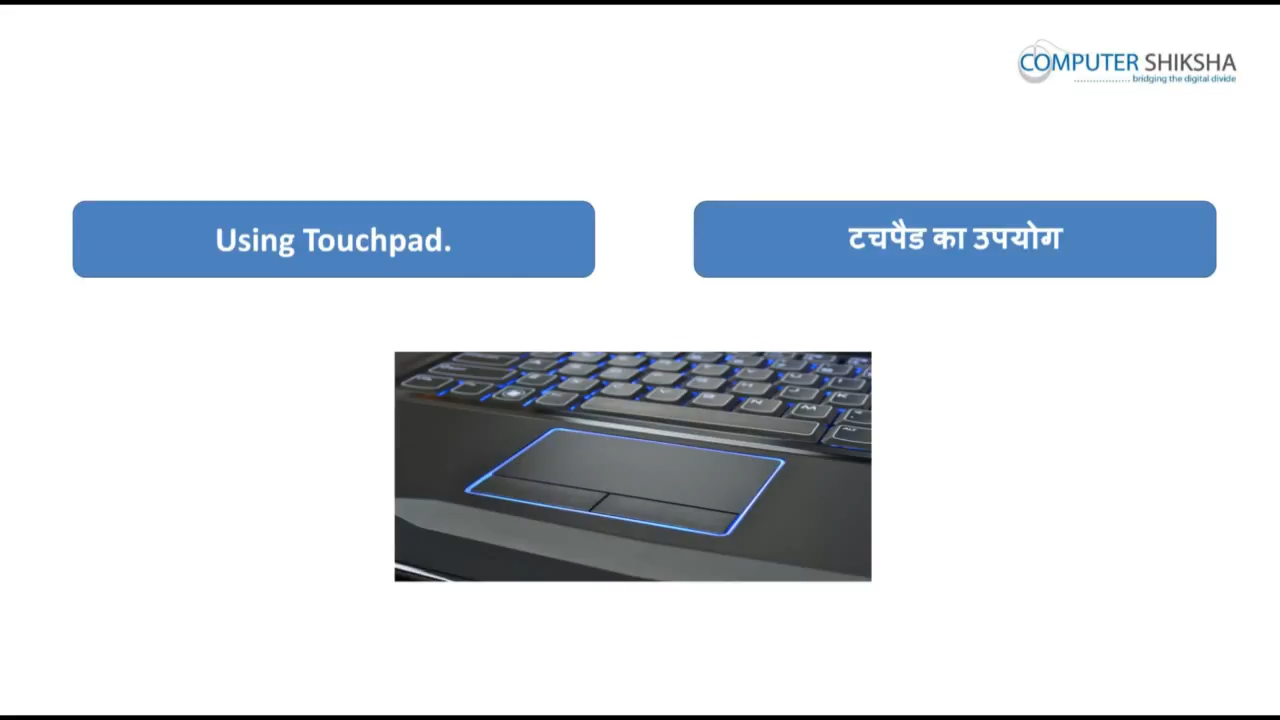 COMPUTER SHIKSHA
bridging the digital divide
Using Touchpad.
टचपैड का उपयोग